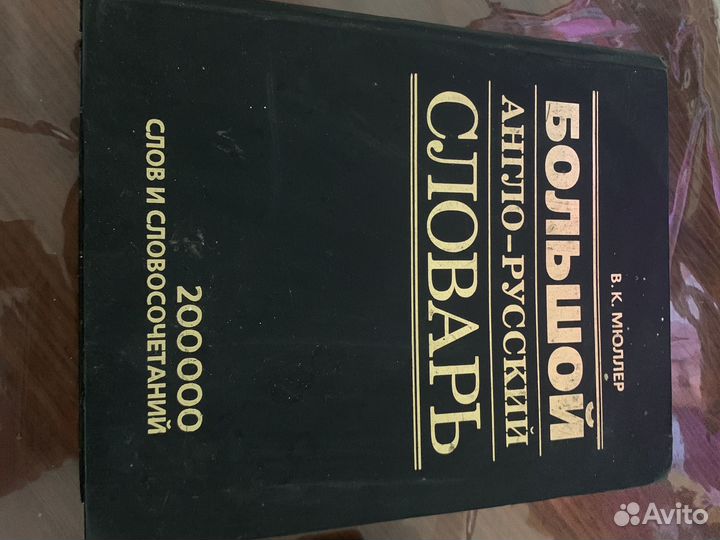 В. К. МЮЛЛЕР
БОЛЬШОЙ
АНГЛО-РУССКИЙ
СЛОВАРЬ
200 000
СЛОВ И СЛОВОСОЧЕТАНИЙ
Avito